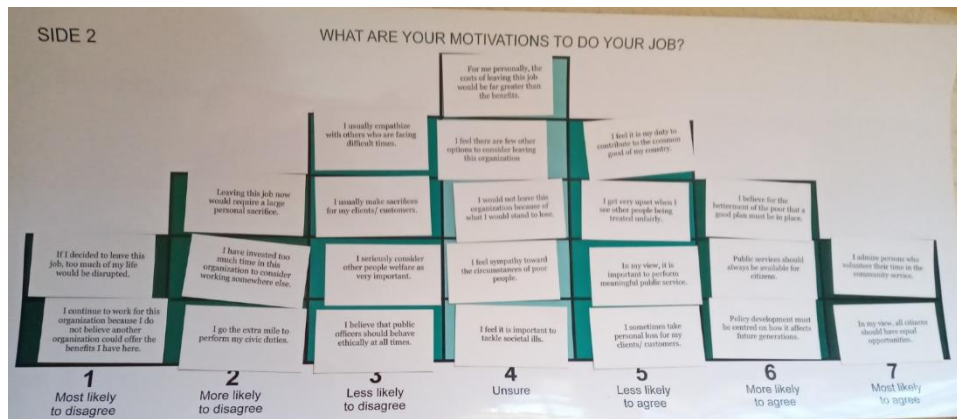 SIDE 2
WHAT ARE YOUR MOTIVATIONS TO DO YOUR JOB?
For me personally, the
costs of leaving this job
would be far greater than
the benefits.
I usually empathize
with others who are facing
difficult times.
I feel there are few other
options to consider leaving
this organization
I feel it is my duty to
contribute to the common
good of my country.
Leaving this job now
would require a large
personal sacrifice.
I usually make sacrifices
for my clients/ customers.
I would not leave this
organization because of
what I would stand to lose.
I get very upset when I
see other people being
treated unfairly.
I believe for the
betterment of the poor that a
good plan must be in place.
If I decided to leave this
job, too much of my life
would be disrupted.
I have invested too
much time in this
organization to consider
working somewhere else.
I seriously consider
other people welfare as
very important.
I feel sympathy toward
the circumstances of poor
people.
In my view, it is
important to perform
meaningful public service.
Public services should
always be available for
citizens.
I admire persons who
volunteer their time in the
community service.
I continue to work for this
organization because I do
not believe another
organization could offer the
benefits I have here.
I go the extra mile to
perform my civic duties.
I believe that public
officers should behave
ethically at all times.
I feel it is important to
tackle societal ills.
I sometimes take
personal loss for my
clients/ customers.
Policy development must
be centred on how it affects
future generations.
In my view, all citizens
should have equal
opportunities.
1
Most likely
to disagree
2
More likely
to disagree
3
Less likely
to disagree
4
Unsure
5
Less likely
to agree
6
More likely
to agree
7
Most likely
to agree